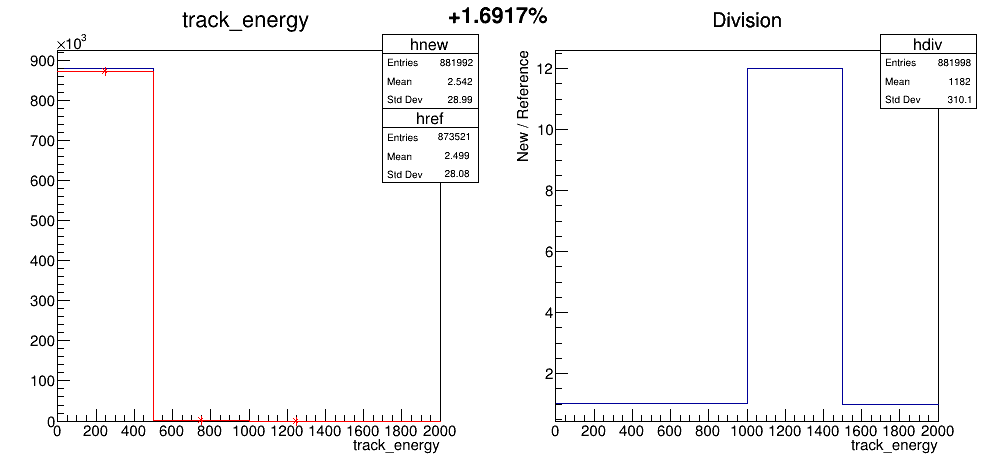 track_energy
+1.6917%
Division
×10³
hnew
Entries 881992
Mean 2.542
Std Dev 28.99
href
Entries 873521
Mean 2.499
Std Dev 28.08
900
800
700
600
500
400
300
200
100
0
0 200 400 600 800 1000 1200 1400 1600 1800 2000
track_energy
hdiv
Entries 881998
Mean 1182
Std Dev 310.1
New / Reference
12
10
8
6
4
2
0 200 400 600 800 1000 1200 1400 1600 1800 2000
track_energy